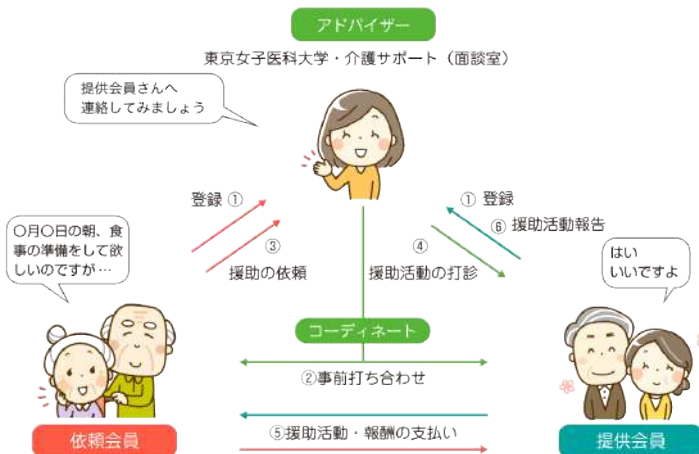 アドバイザー
東京女子医科大学・介護サポート（面談室）
提供会員さんへ
連絡してみましょう
登録 ①
① 登録
⑥ 援助活動報告
〇月〇日の朝、食
事の準備をして欲
しいのですが…
③
援助の依頼
④
援助活動の打診
はい
いいですよ
コーディネート
②事前打ち合わせ
⑤援助活動・報酬の支払い
依頼会員
提供会員